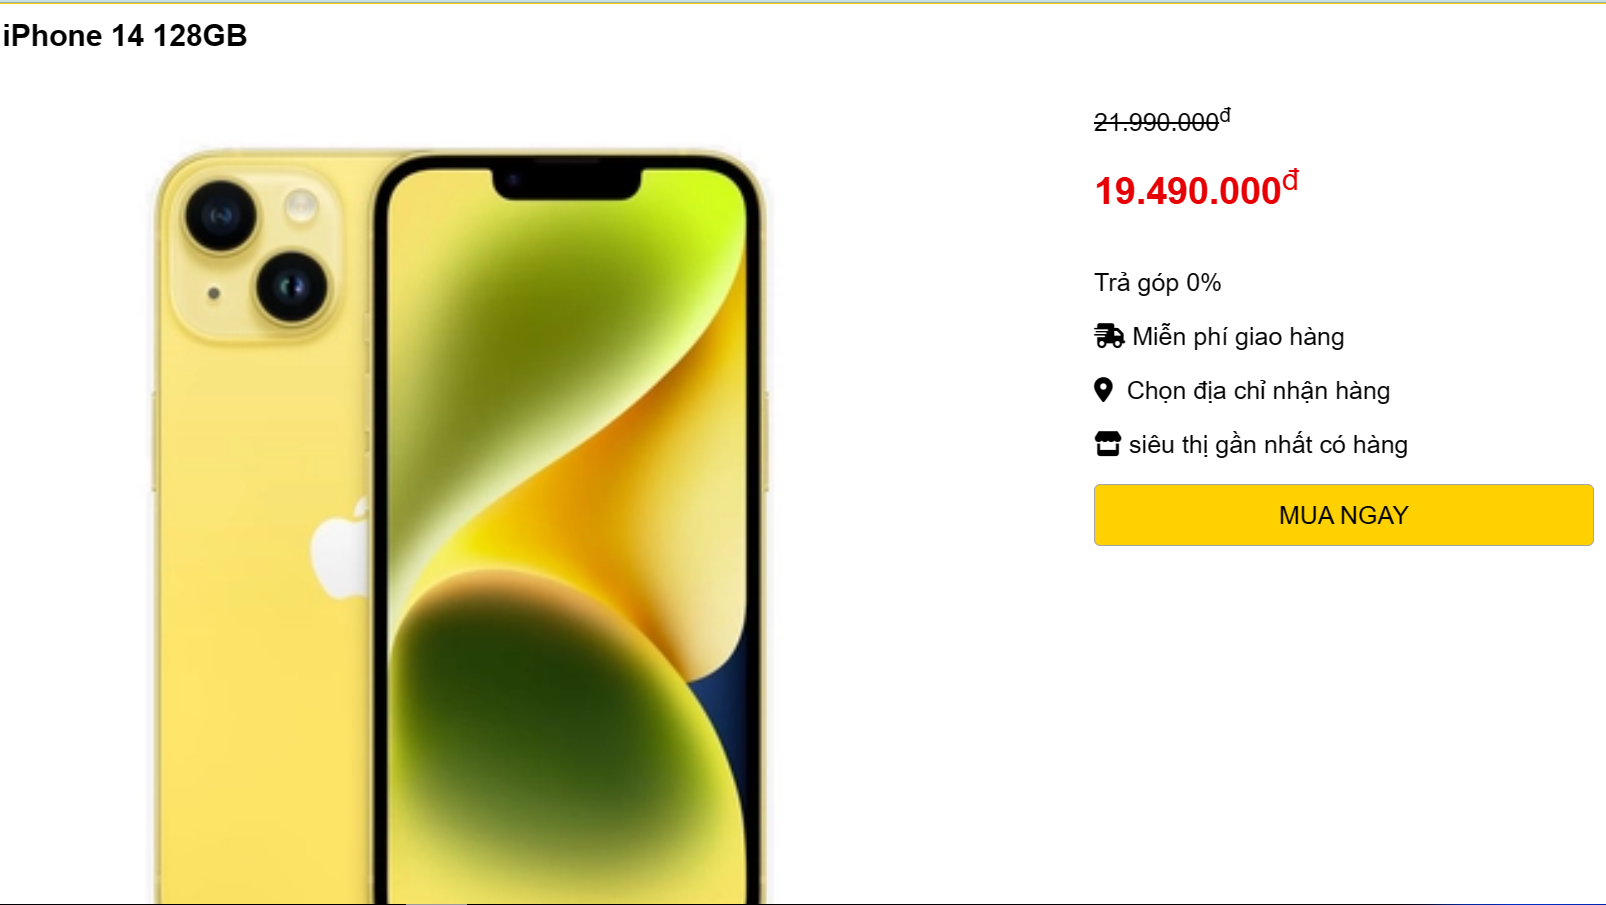 iPhone 14 128GB
21.990.000đ
19.490.000đ
Trả góp 0%
Miễn phí giao hàng
Chọn địa chỉ nhận hàng
siêu thị gần nhất có hàng
MUA NGAY